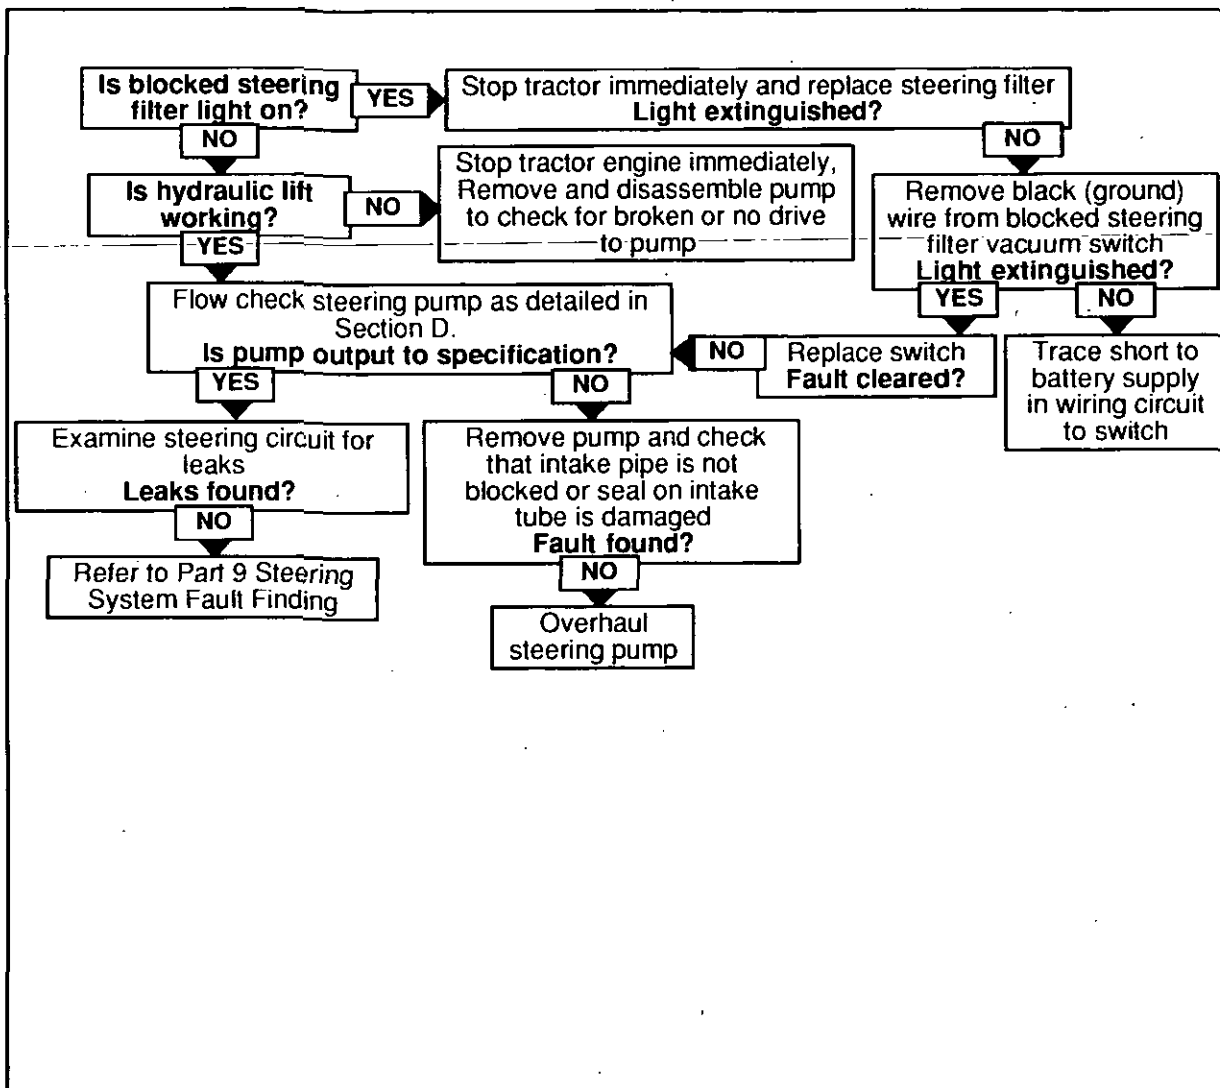 Is blocked steering
filter light on?
YES
Stop tractor immediately and replace steering filter
Light extinguished?
NO
NO
Is hydraulic lift
working?
NO
Stop tractor engine immediately,
Remove and disassemble pump
to check for broken or no drive
to pump
Remove black (ground)
wire from blocked steering
filter vacuum switch
Light extinguished?
YES
YES
NO
Flow check steering pump as detailed in
Section D.
Is pump output to specification?
NO
Replace switch
Fault cleared?
Trace short to
battery supply
in wiring circuit
to switch
YES
NO
Examine steering circuit for
leaks
Leaks found?
Remove pump and check
that intake pipe is not
blocked or seal on intake
tube is damaged
Fault found?
NO
NO
Refer to Part 9 Steering
System Fault Finding
Overhaul
steering pump